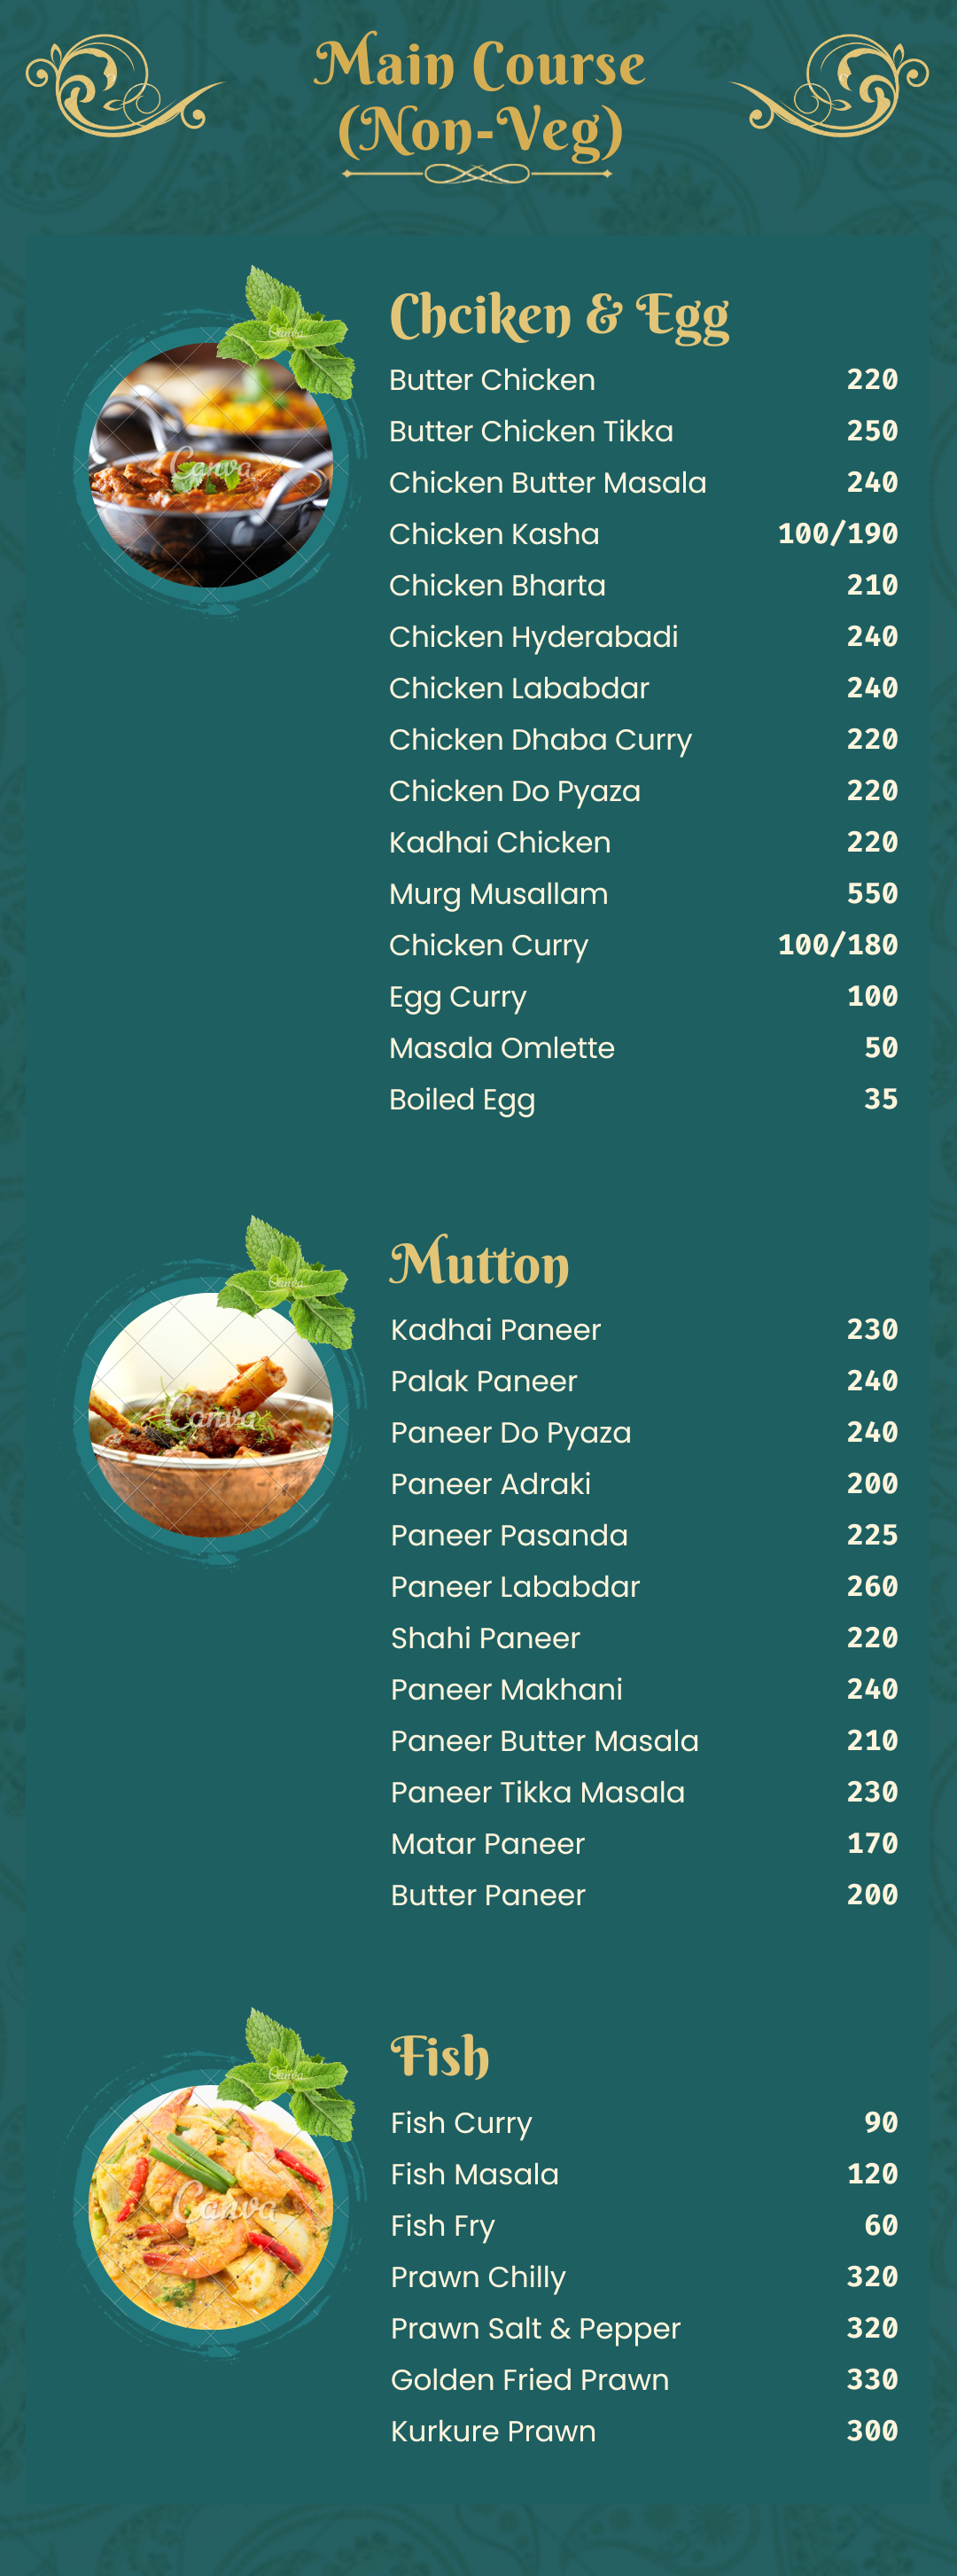 Main Course
(Non-Veg)
Chciken & Egg
Butter Chicken 220
Butter Chicken Tikka 250
Chicken Butter Masala 240
Chicken Kasha 100/190
Chicken Bharta 210
Chicken Hyderabadi 240
Chicken Lababdar 240
Chicken Dhaba Curry 220
Chicken Do Pyaza 220
Kadhai Chicken 220
Murg Musallam 550
Chicken Curry 100/180
Egg Curry 100
Masala Omlette 50
Boiled Egg 35
Canva
Canva
Mutton
Kadhai Paneer 230
Palak Paneer 240
Paneer Do Pyaza 240
Paneer Adraki 200
Paneer Pasanda 225
Paneer Lababdar 260
Shahi Paneer 220
Paneer Makhani 240
Paneer Butter Masala 210
Paneer Tikka Masala 230
Matar Paneer 170
Butter Paneer 200
Canva
Canva
Fish
Fish Curry 90
Fish Masala 120
Fish Fry 60
Prawn Chilly 320
Prawn Salt & Pepper 320
Golden Fried Prawn 330
Kurkure Prawn 300
Canva
Canva